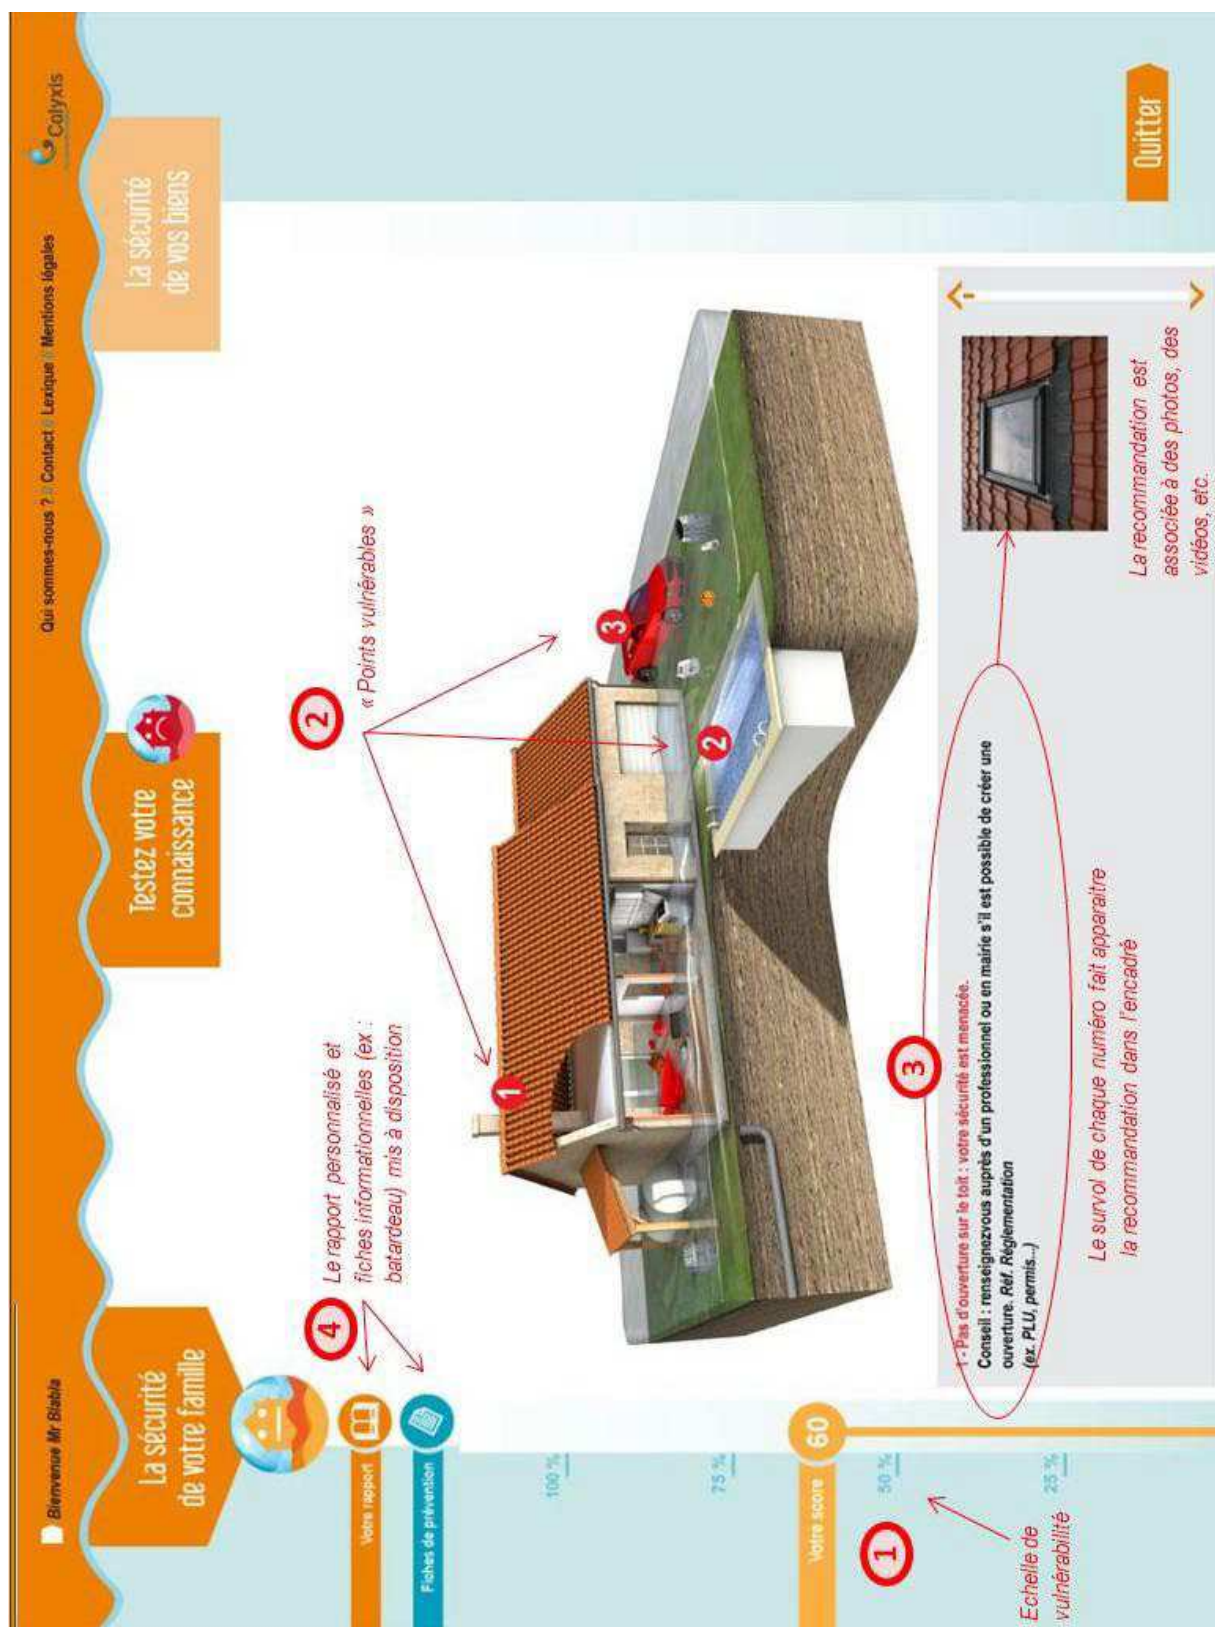 Bienvenue Mr Blabla
Qui sommes-nous ? // Contact // Lexique // Mentions légales
Calyxis
La sécurité
de votre famille
Testez votre
connaissance
La sécurité
de vos biens
Votre rapport
Fiches de prévention
4
Le rapport personnalisé et
fiches informationnelles (ex :
batardeau) mis à disposition
2
« Points vulnérables »
1
2
3
100 %
75 %
Votre score
60
50 %
25 %
1
Echelle de
vulnérabilité
3
1 - Pas d'ouverture sur le toit : votre sécurité est menacée.
Conseil : renseignezvous auprès d'un professionnel ou en mairie s'il est possible de créer une
ouverture. Réf. Réglementation
(ex. PLU, permis...)
Le survol de chaque numéro fait apparaitre
la recommandation dans l'encadré
La recommandation est
associée à des photos, des
vidéos, etc.
Quitter